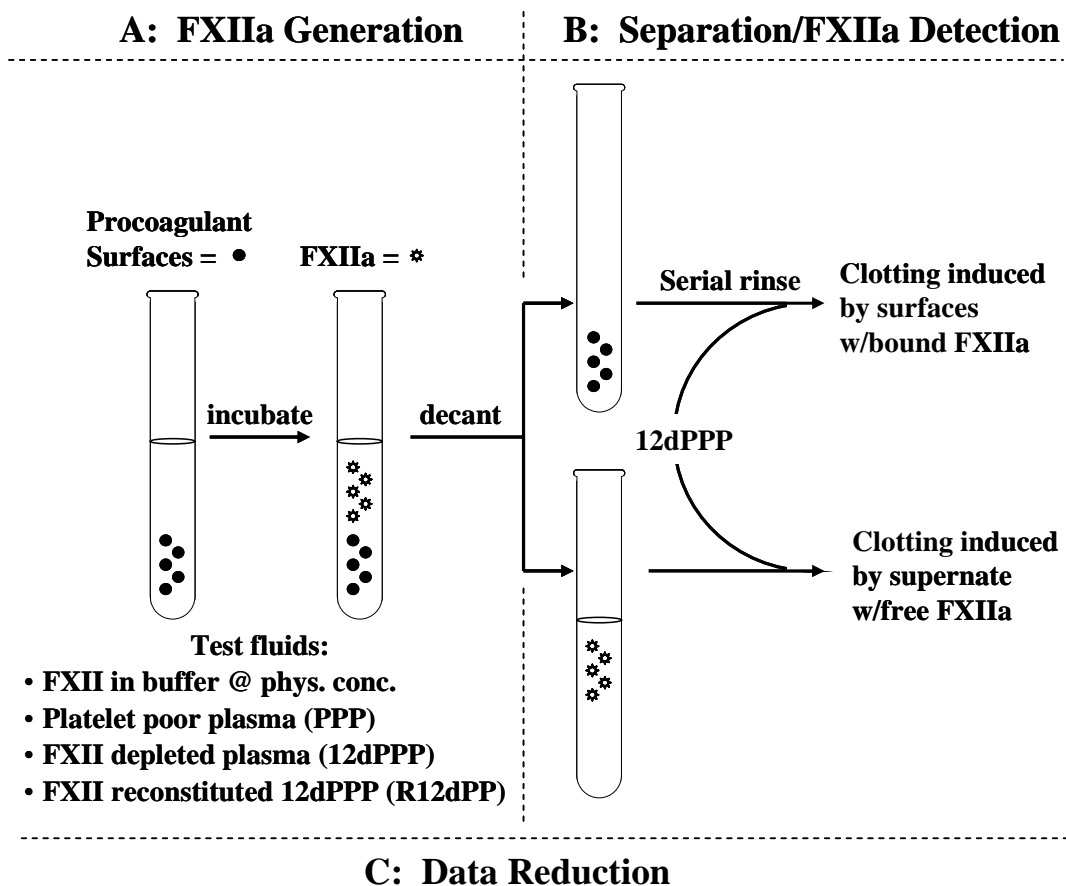 A: FXIIa Generation
B: Separation/FXIIa Detection
Procoagulant
Surfaces =
FXIIa =
incubate
decant
Serial rinse
Clotting induced
by surfaces
w/bound FXIIa
12dPPP
Clotting induced
by supernate
w/free FXIIa
Test fluids:
• FXII in buffer @ phys. conc.
• Platelet poor plasma (PPP)
• FXII depleted plasma (12dPPP)
• FXII reconstituted 12dPPP (R12dPP)
C: Data Reduction